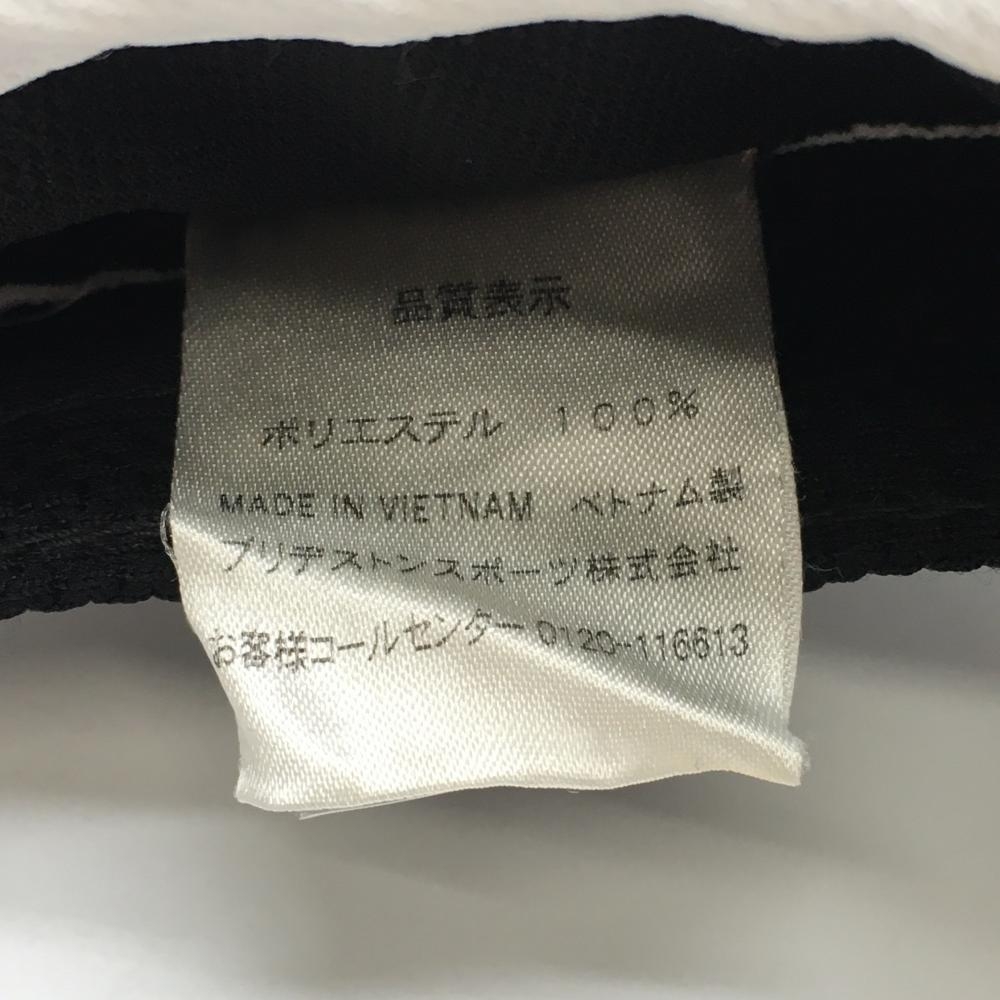 品質表示
ポリエステル　１００％
MADE IN VIETNAM　ベトナム製
ブリヂストンスポーツ株式会社
お客様コールセンター 0120-116613